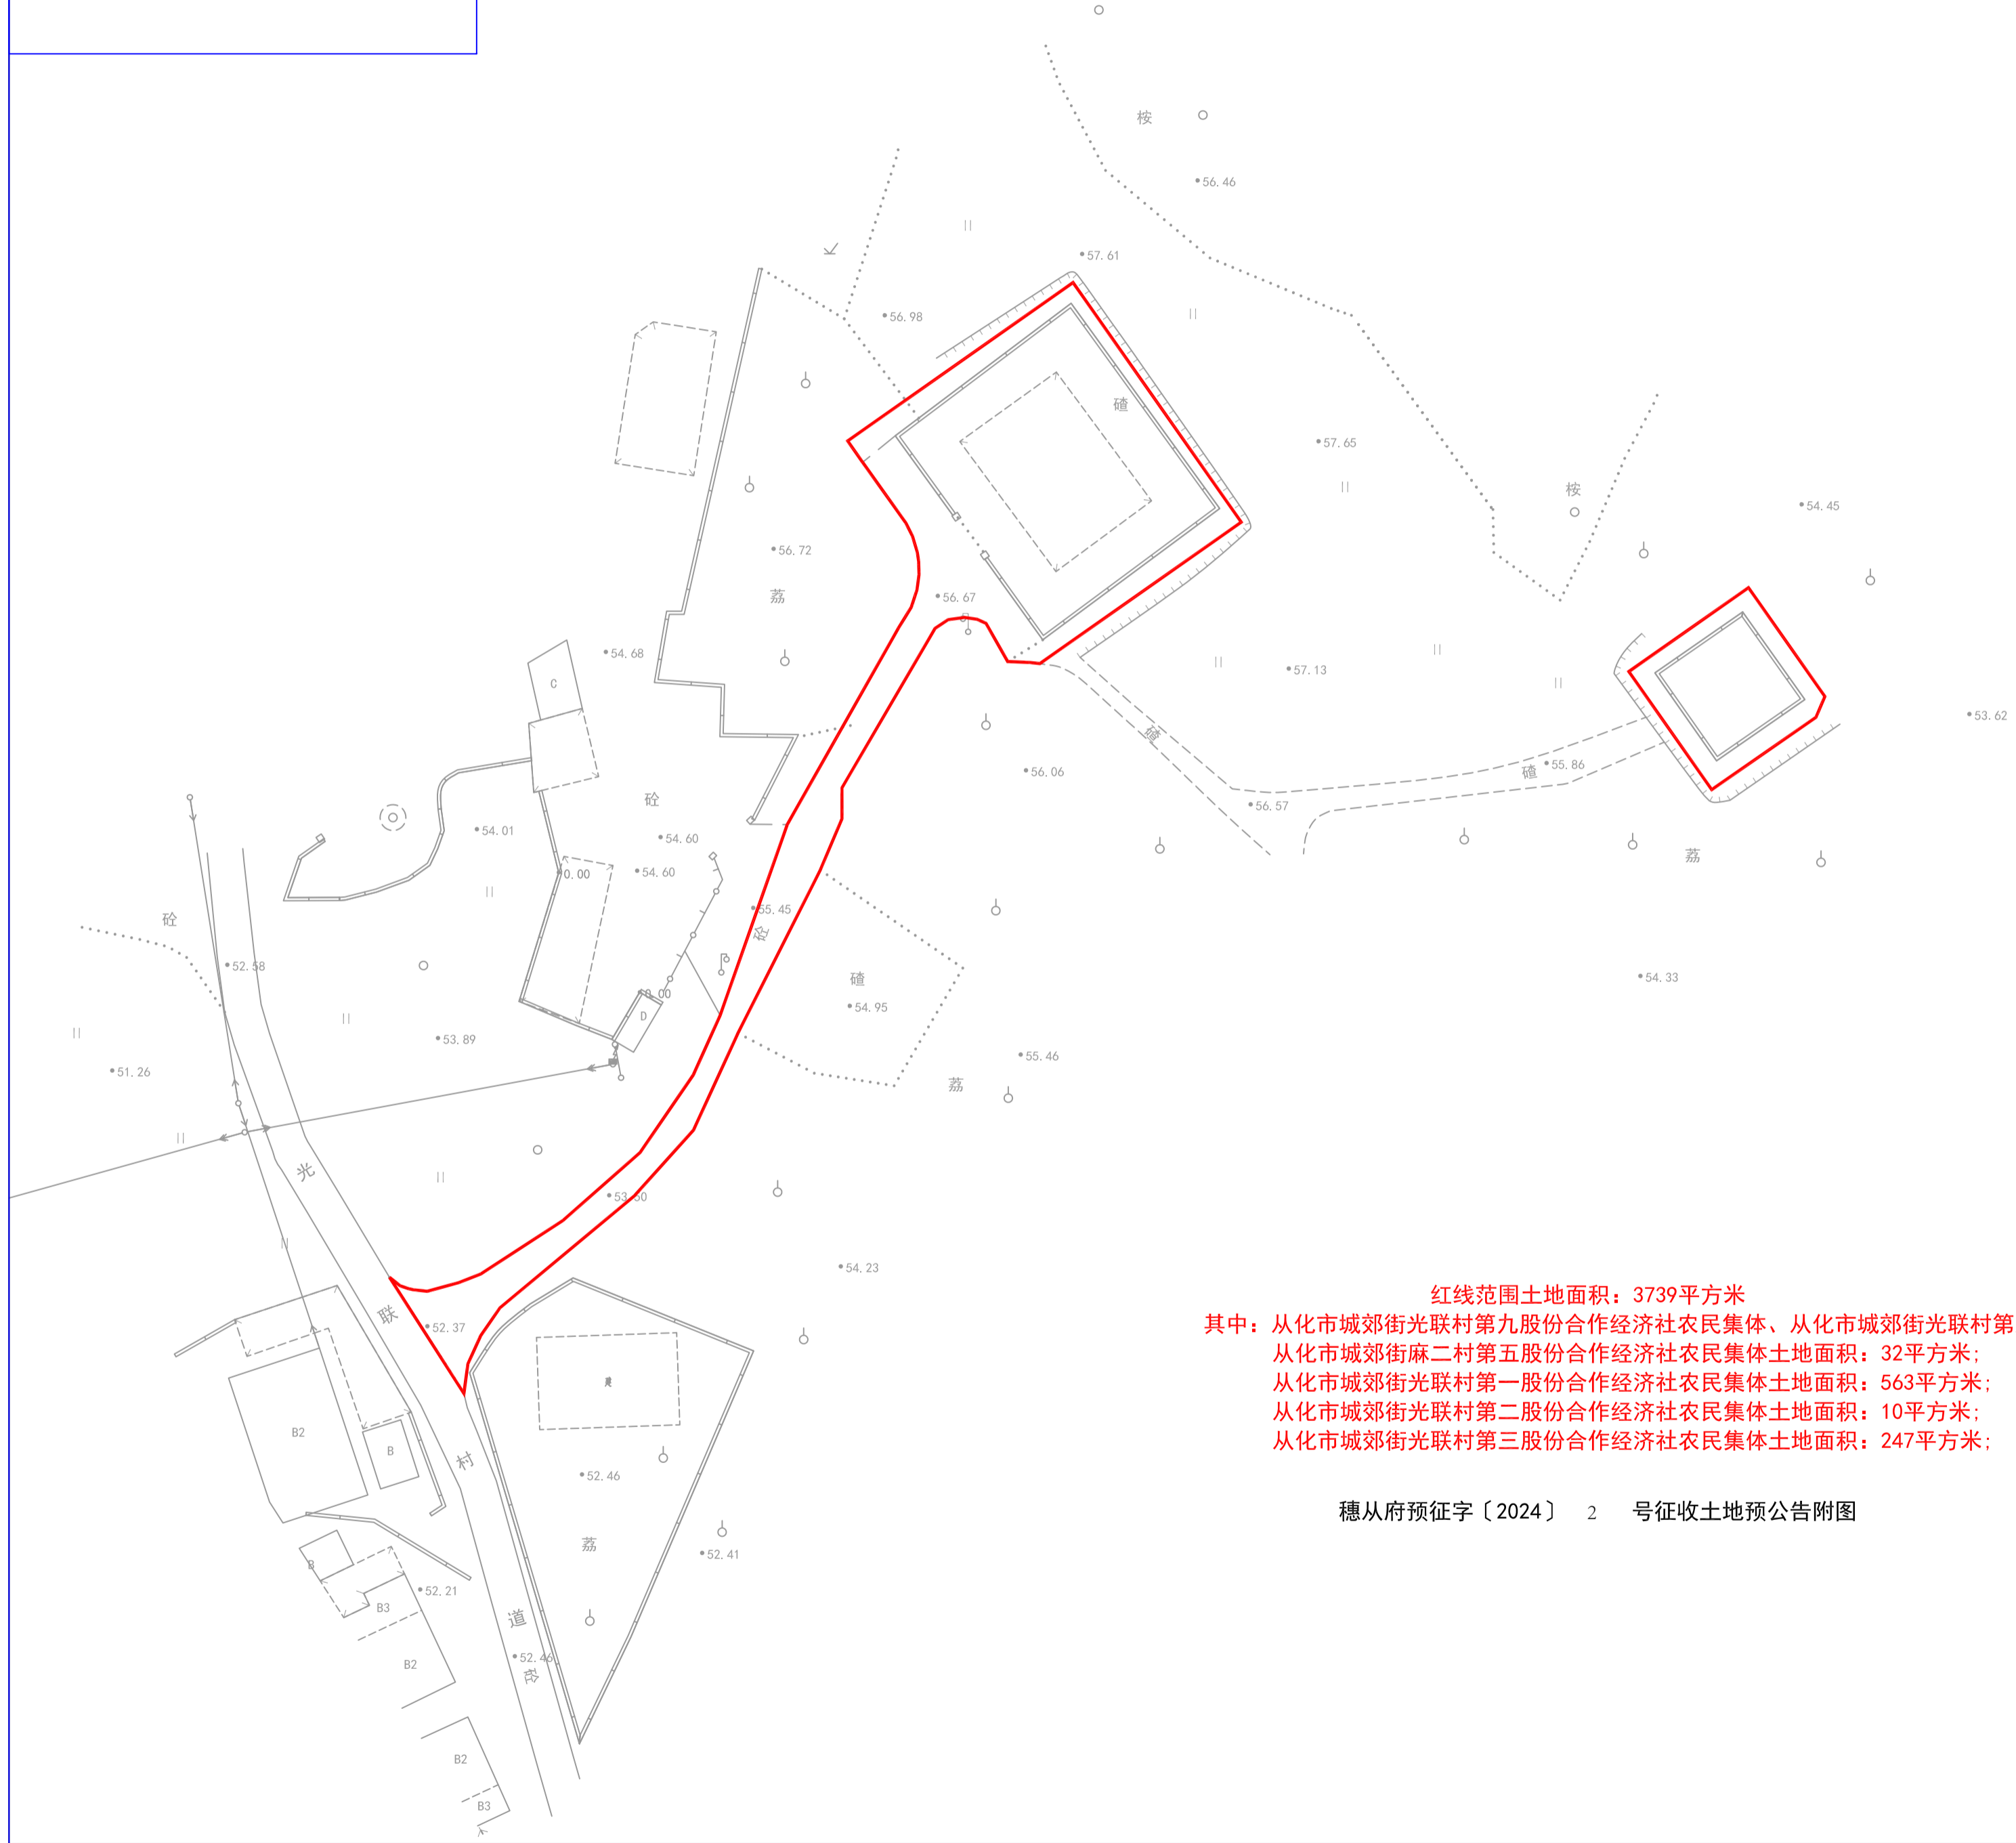 桉
56.46
57.61
56.98
碴
57.65
桉
54.45
56.72
荔
56.67
54.68
57.13
C
53.62
碴
55.86
碴
56.06
56.57
砼
54.01
54.60
54.60
0.00
荔
55.45
砼
砼
52.58
碴
54.33
0.00
54.95
D
53.89
55.46
51.26
荔
光
53.50
54.23
联
52.37
红线范围土地面积：3739平方米
其中：从化市城郊街光联村第九股份合作经济社农民集体、从化市城郊街光联村第
从化市城郊街麻二村第五股份合作经济社农民集体土地面积：32平方米；
从化市城郊街光联村第一股份合作经济社农民集体土地面积：563平方米；
从化市城郊街光联村第二股份合作经济社农民集体土地面积：10平方米；
从化市城郊街光联村第三股份合作经济社农民集体土地面积：247平方米；
B2
B
村
52.46
穗从府预征字〔2024〕 2 号征收土地预公告附图
荔
52.41
B
52.21
B3
道
52.46
B2
砼
B2
B3